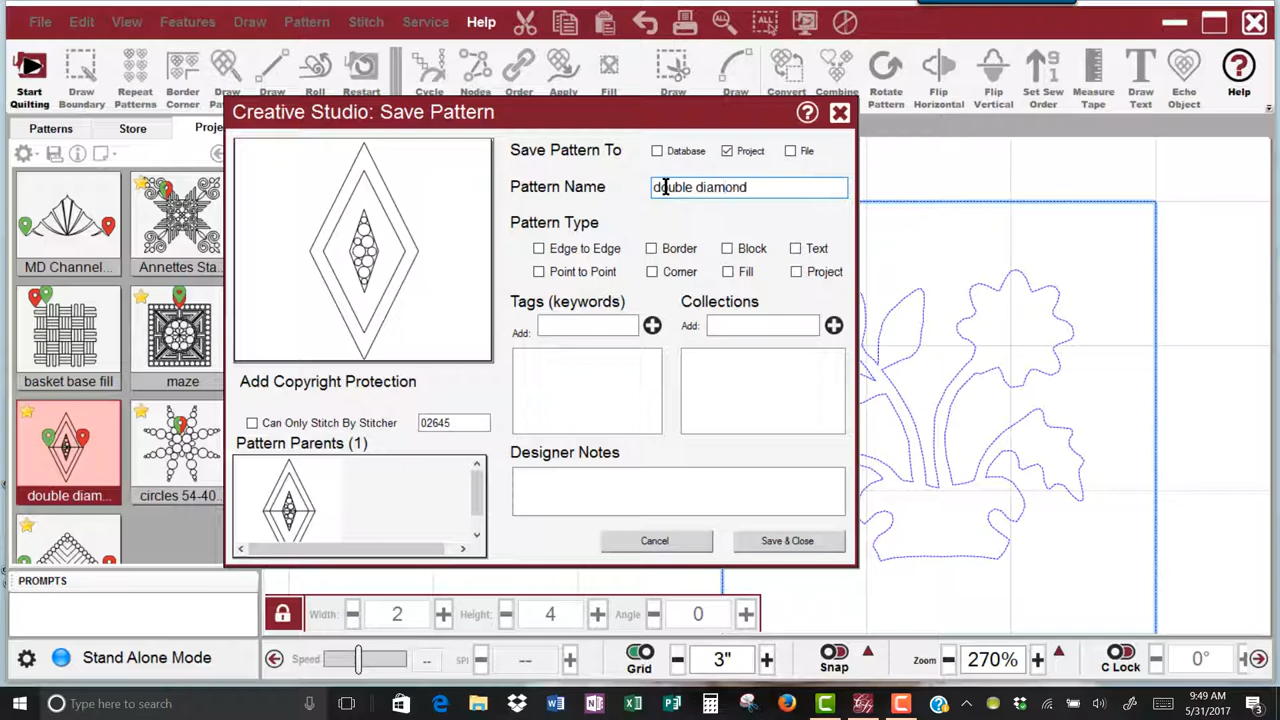 File Edit View Features Draw Pattern Stitch Service Help
ALL
Start Quilting
Draw Boundary
Repeat Patterns
Border Corner
Draw
Draw
Roll
Restore
Cycle
Nodes
Order
Apply
Fill
Draw
Draw
Convert
Combine
Rotate Pattern
Flip Horizontal
Flip Vertical
Set Sew Order
Measure Tape
Draw Text
Echo Object
Help
Patterns Store Proje
Creative Studio: Save Pattern
Save Pattern To Database Project File
Pattern Name double diamond
Pattern Type
Edge to Edge Border Block Text
Point to Point Corner Fill Project
Tags (keywords) Collections
Add: Add:
Add Copyright Protection
Can Only Stitch By Stitcher 02645
Pattern Parents (1)
Designer Notes
Cancel Save & Close
MD Channel... Annettes Sta...
basket base fill maze
double diam... circles 54-40
PROMPTS
Width: 2 Height: 4 Angle 0
Stand Alone Mode Speed -- SPI -- Grid 3" Snap Zoom 270% C Lock 0°
Type here to search
9:49 AM
5/31/2017
3